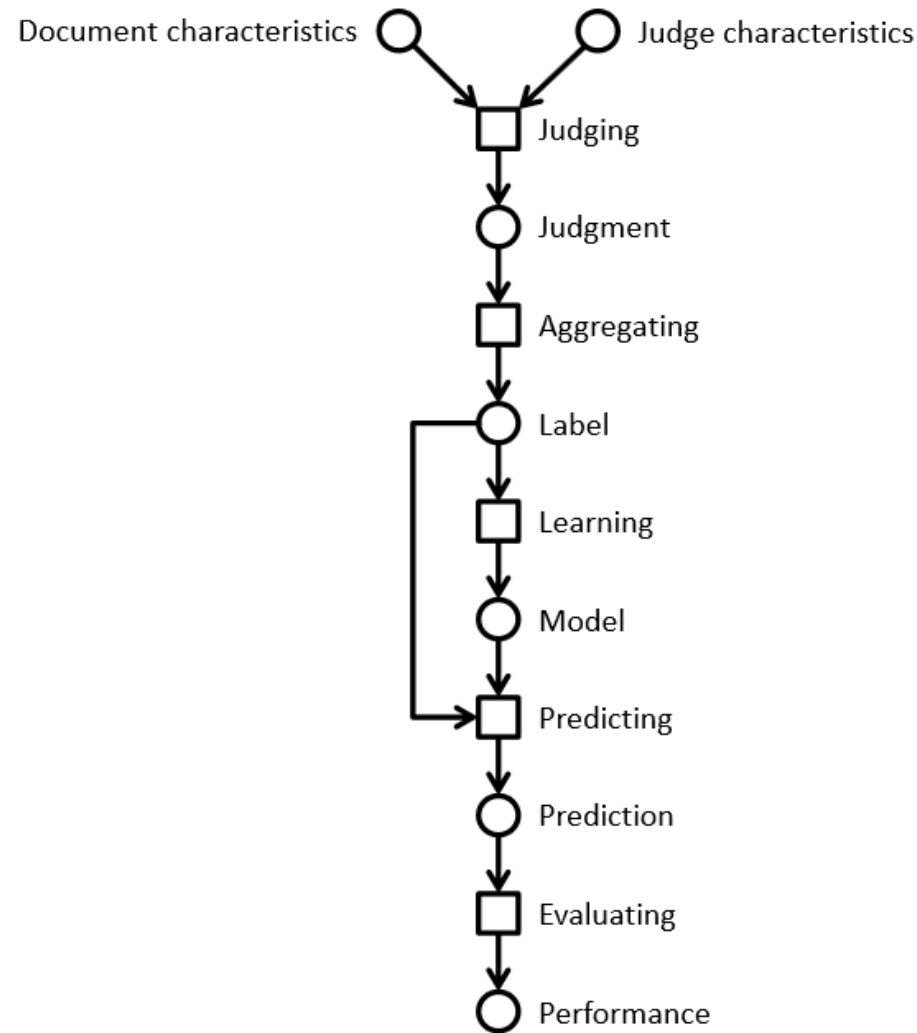 Document characteristics
Judge characteristics
Judging
Judgment
Aggregating
Label
Learning
Model
Predicting
Prediction
Evaluating
Performance